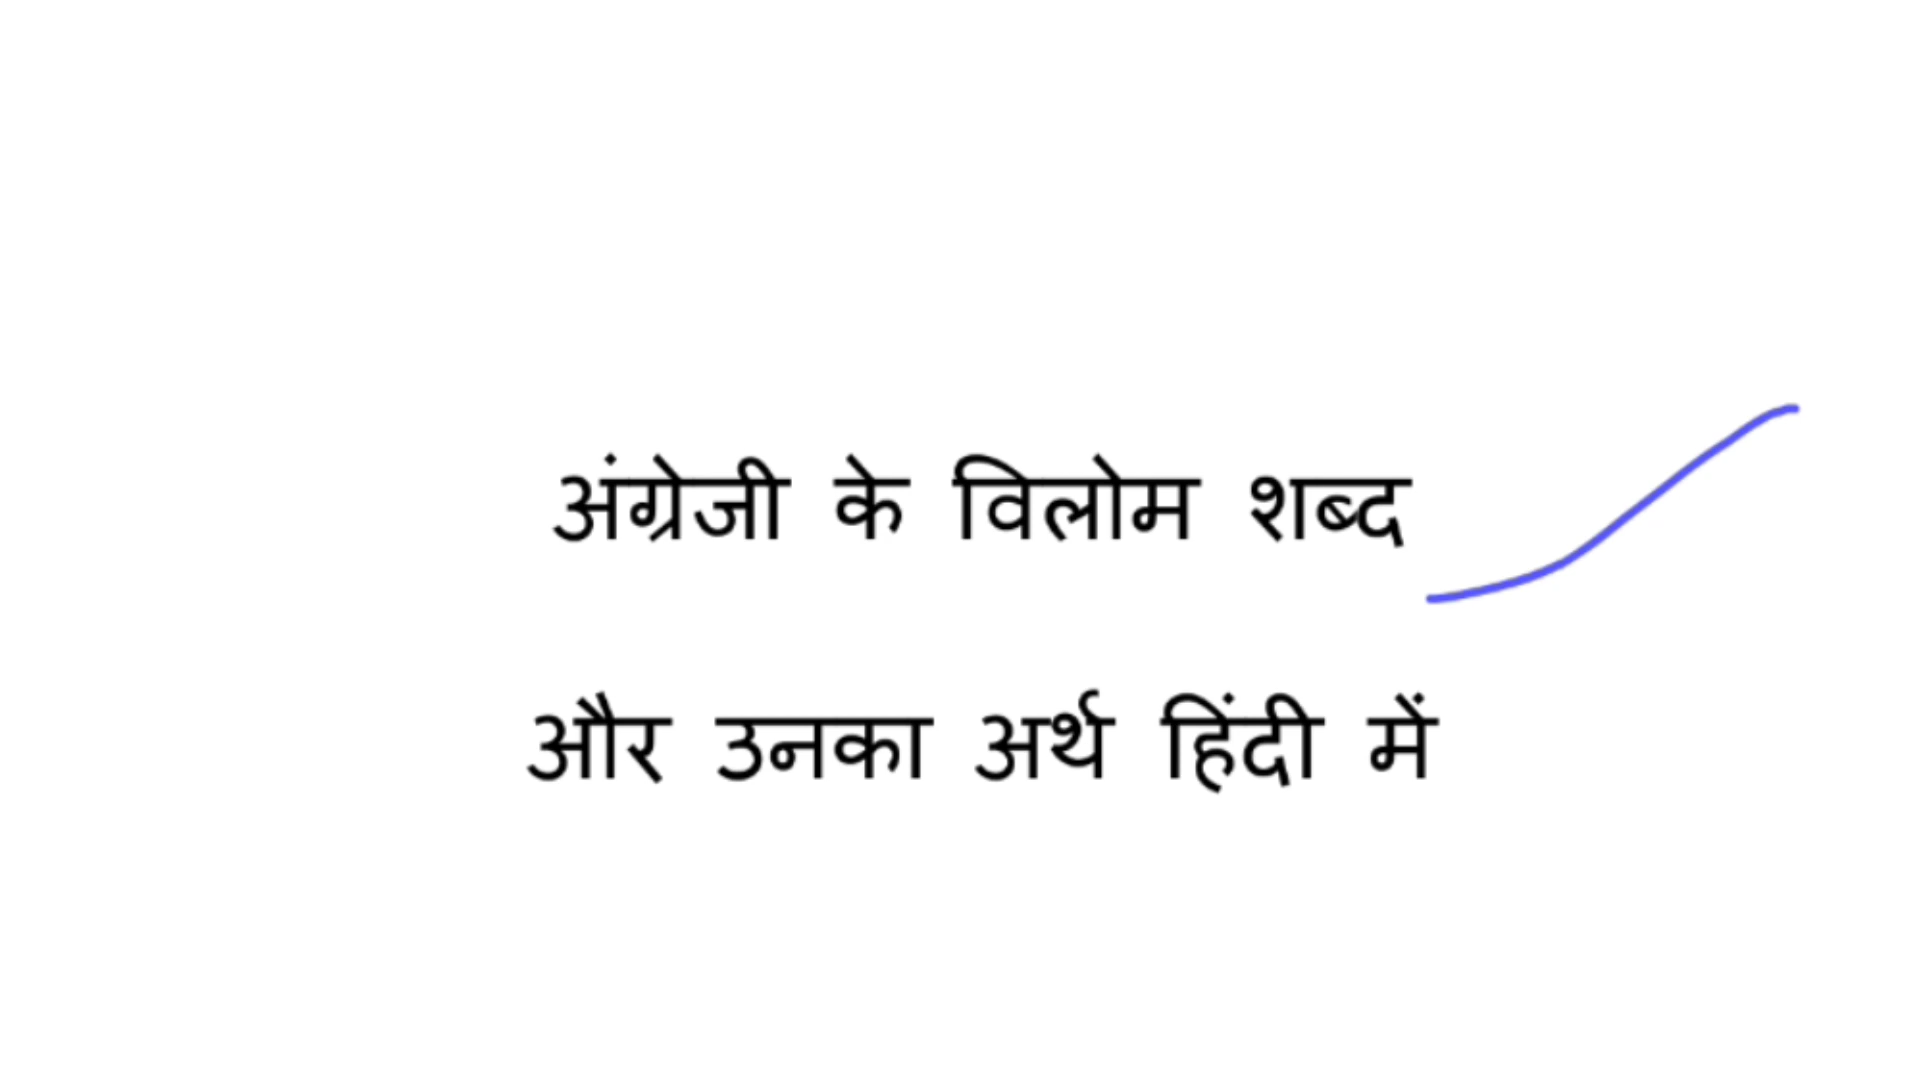 अंग्रेजी के विलोम शब्द
और उनका अर्थ हिंदी में